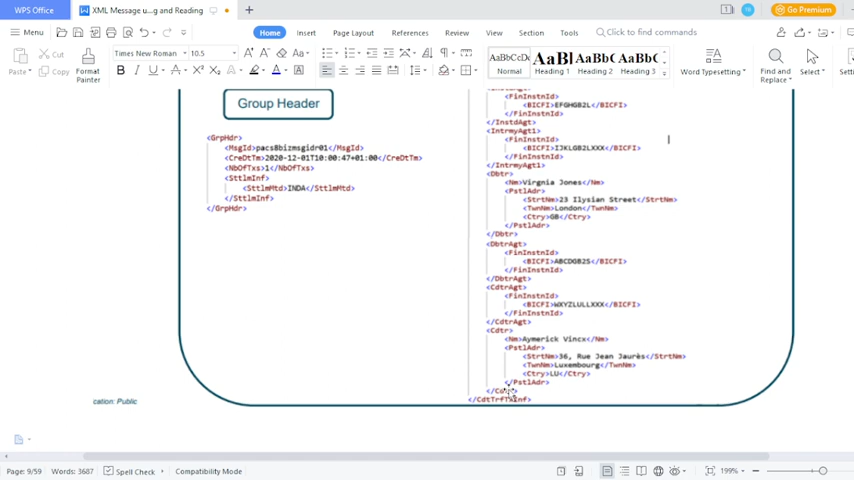 WPS Office
XML Message u...g and Reading
Go Premium
Menu
Home
Insert
Page Layout
References
Review
View
Section
Tools
Click to find commands
Paste
Cut
Copy
Format Painter
Times New Roman
10.5
AaBbCcDc
Normal
AaBl
Heading 1
AaBbC
Heading 2
AaBbC
Heading 3
Word Typesetting
Find and Replace
Select
Group Header
<GrpHdr>
<MsgId>pacs8bizmsgidr01</MsgId>
<CreDtTm>2020-12-01T10:00:47+01:00</CreDtTm>
<NbOfTxs>1</NbOfTxs>
<SttlmInf>
<SttlmMtd>INDA</SttlmMtd>
</SttlmInf>
</GrpHdr>
<FinInstnId>
<BICFI>EFGHGB2L</BICFI>
</FinInstnId>
</InstdAgt>
<IntrmyAgt1>
<FinInstnId>
<BICFI>IJKLGB2LXXX</BICFI>
</FinInstnId>
</IntrmyAgt1>
<Dbtr>
<Nm>Virgnia Jones</Nm>
<PstlAdr>
<StrtNm>23 Ilysian Street</StrtNm>
<TwnNm>London</TwnNm>
<Ctry>GB</Ctry>
</PstlAdr>
</Dbtr>
<DbtrAgt>
<FinInstnId>
<BICFI>ABCDGB2S</BICFI>
</FinInstnId>
</DbtrAgt>
<CdtrAgt>
<FinInstnId>
<BICFI>WXYZLULLXXX</BICFI>
</FinInstnId>
</CdtrAgt>
<Cdtr>
<Nm>Aymerick Vincx</Nm>
<PstlAdr>
<StrtNm>36, Rue Jean Jaurès</StrtNm>
<TwnNm>Luxembourg</TwnNm>
<Ctry>LU</Ctry>
</PstlAdr>
cation: Public
Page: 9/59
Words: 3687
Spell Check
Compatibility Mode
199%